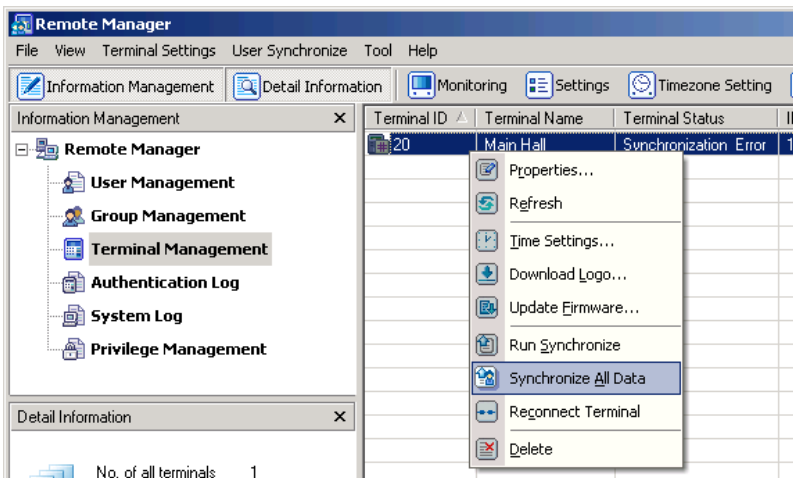 Remote Manager
File View Terminal Settings User Synchronize Tool Help
Information Management Detail Information Monitoring Settings Timezone Setting
Information Management
Remote Manager
User Management
Group Management
Terminal Management
Authentication Log
System Log
Privilege Management
Detail Information
No. of all terminals 1
Terminal ID Terminal Name Terminal Status
20 Main Hall Synchronization Error 1
Properties...
Refresh
Time Settings...
Download Logo...
Update Firmware...
Run Synchronize
Synchronize All Data
Reconnect Terminal
Delete